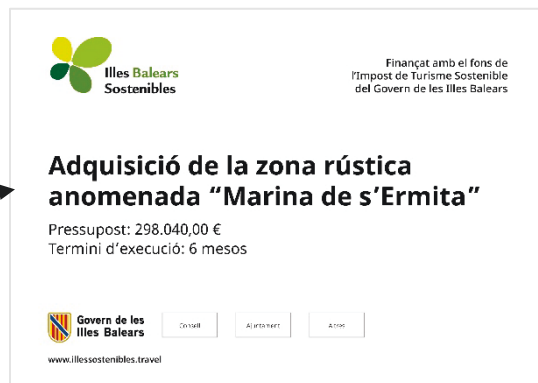 Illes Balears
Sostenibles
Finançat amb el fons de
l'Impost de Turisme Sostenible
del Govern de les Illes Balears
Adquisició de la zona rústica
anomenada “Marina de s’Ermita”
Pressupost: 298.040,00 €
Termini d’execució: 6 mesos
Govern de les
Illes Balears
Consell
Ajuntament
Altres
www.illessostenibles.travel